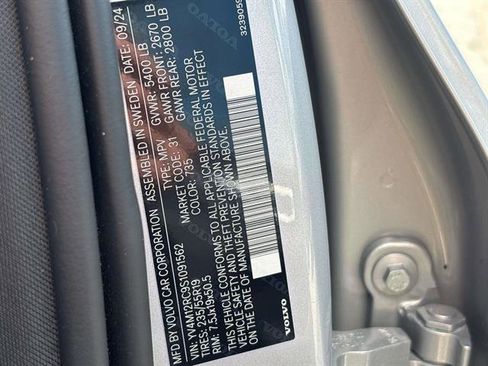 MFD BY VOLVO CAR CORPORATION ASSEMBLED IN SWEDEN DATE: 09/24
GVWR: 5400 LB
GAWR FRONT: 2670 LB
TYPE: MPV GAWR REAR: 2800 LB
MARKET CODE: 31
COLOR: 735
VIN: YV4M12RC9S1091562
TIRES: 235/55R19
RIM: 7.5Jx19x50.5
THIS VEHICLE CONFORMS TO ALL APPLICABLE FEDERAL MOTOR
VEHICLE SAFETY AND THEFT PREVENTION STANDARDS IN EFFECT
ON THE DATE OF MANUFACTURE SHOWN ABOVE.
3239059
VOLVO